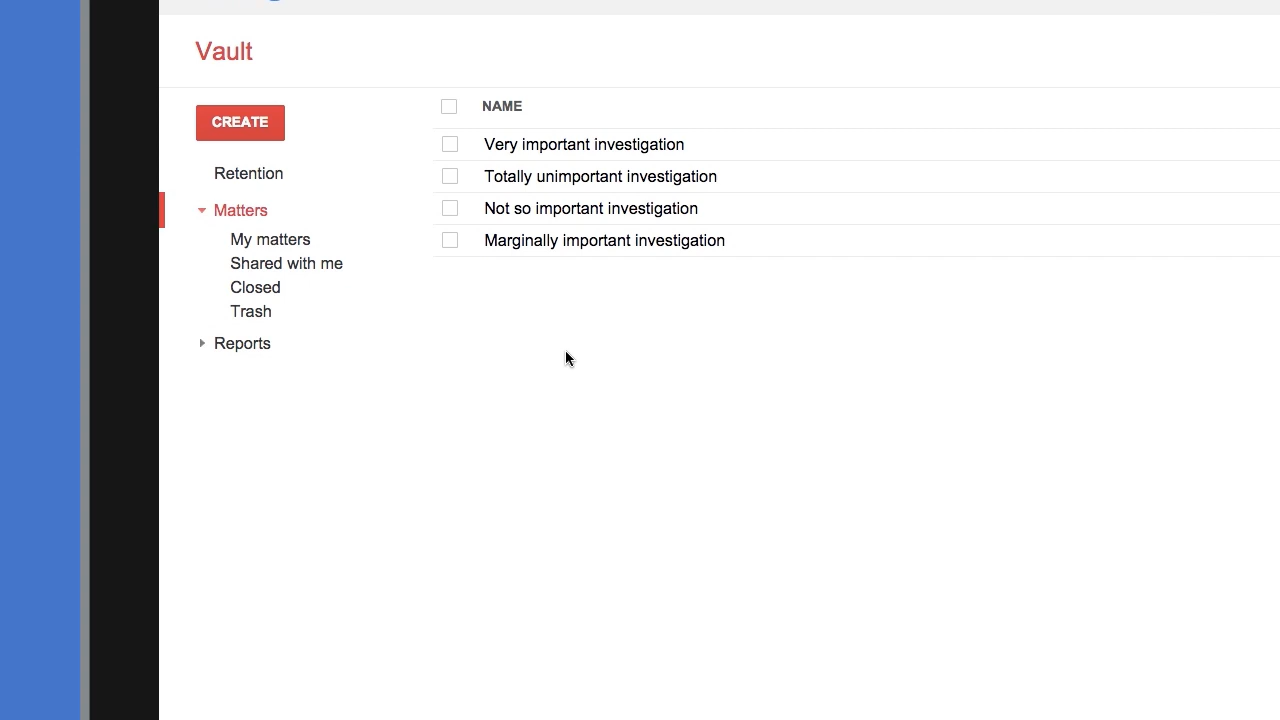 Vault
CREATE
Retention
Matters
My matters
Shared with me
Closed
Trash
Reports
NAME
Very important investigation
Totally unimportant investigation
Not so important investigation
Marginally important investigation